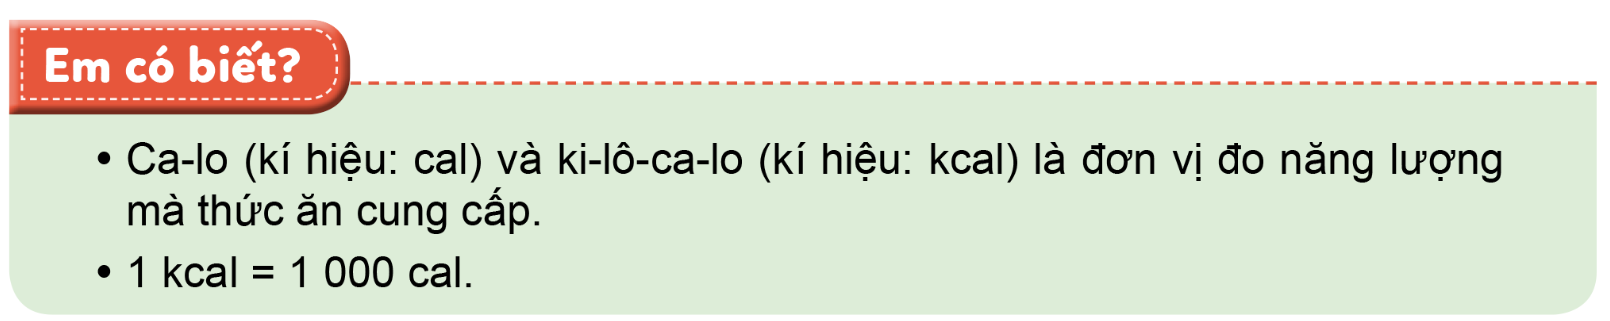 Em có biết?
• Ca-lo (kí hiệu: cal) và ki-lô-ca-lo (kí hiệu: kcal) là đơn vị đo năng lượng
mà thức ăn cung cấp.
• 1 kcal = 1 000 cal.